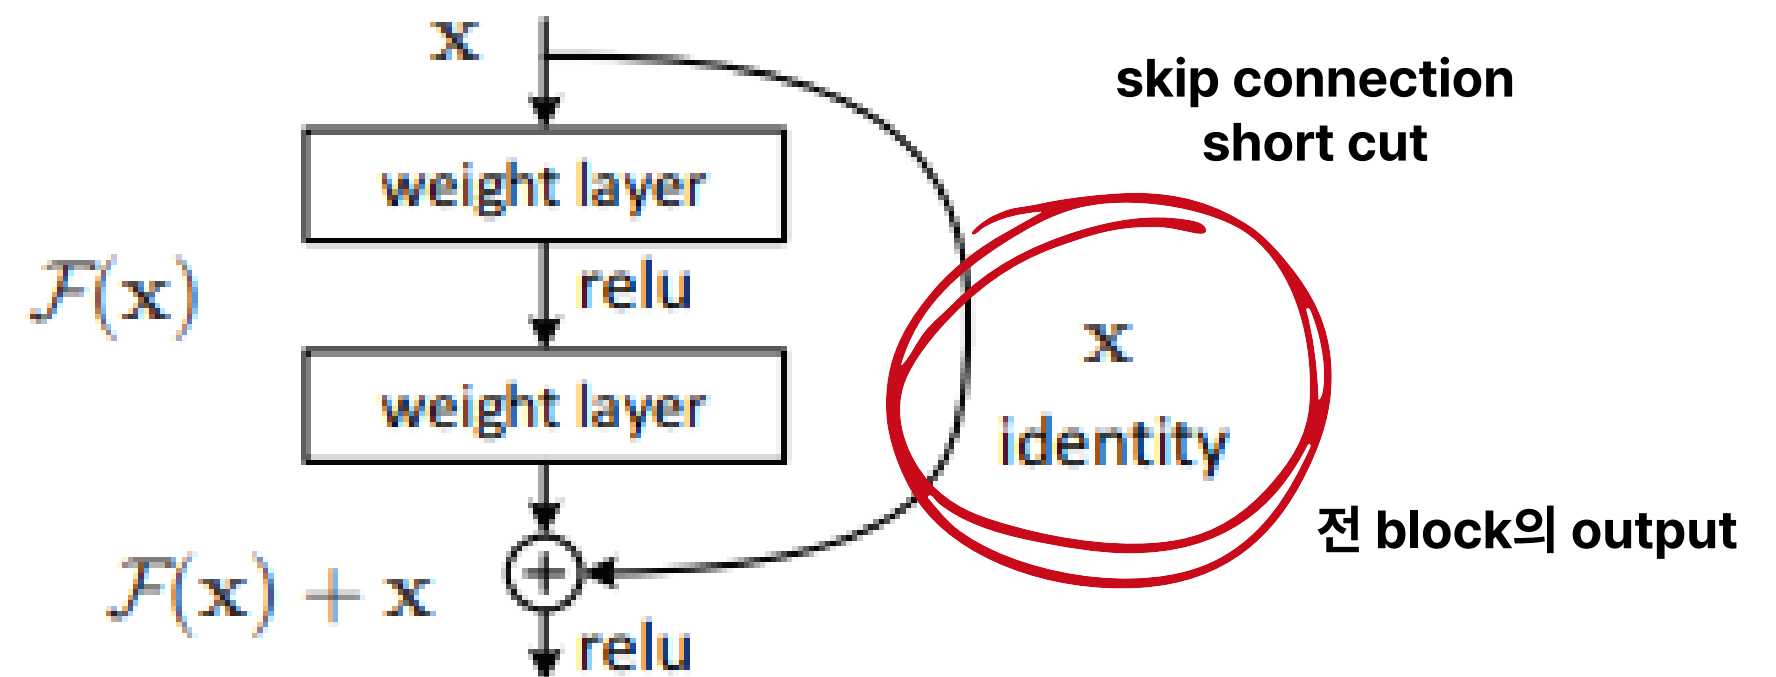 x
skip connection
short cut
weight layer
relu
F(x)
x
weight layer
identity
전 block의 output
F(x) + x
+
relu